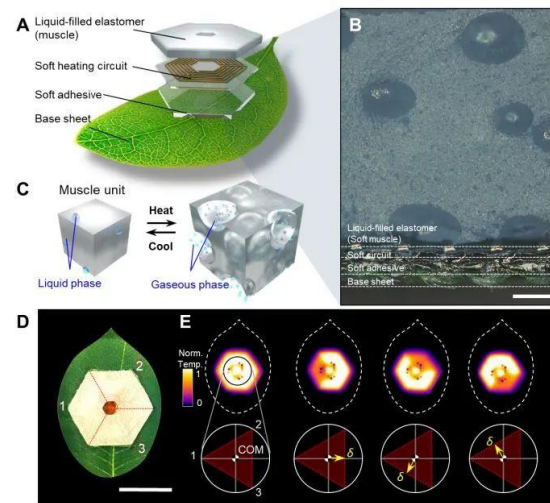 A
Liquid-filled elastomer
(muscle)
Soft heating circuit
Soft adhesive
Base sheet
B
Liquid-filled elastomer
(Soft muscle)
Soft circuit
Soft adhesive
Base sheet
C
Muscle unit
Heat
Cool
Liquid phase
Gaseous phase
D
1
2
3
E
Norm.
Temp.
1
0
1
2
3
COM
δ
δ
δ